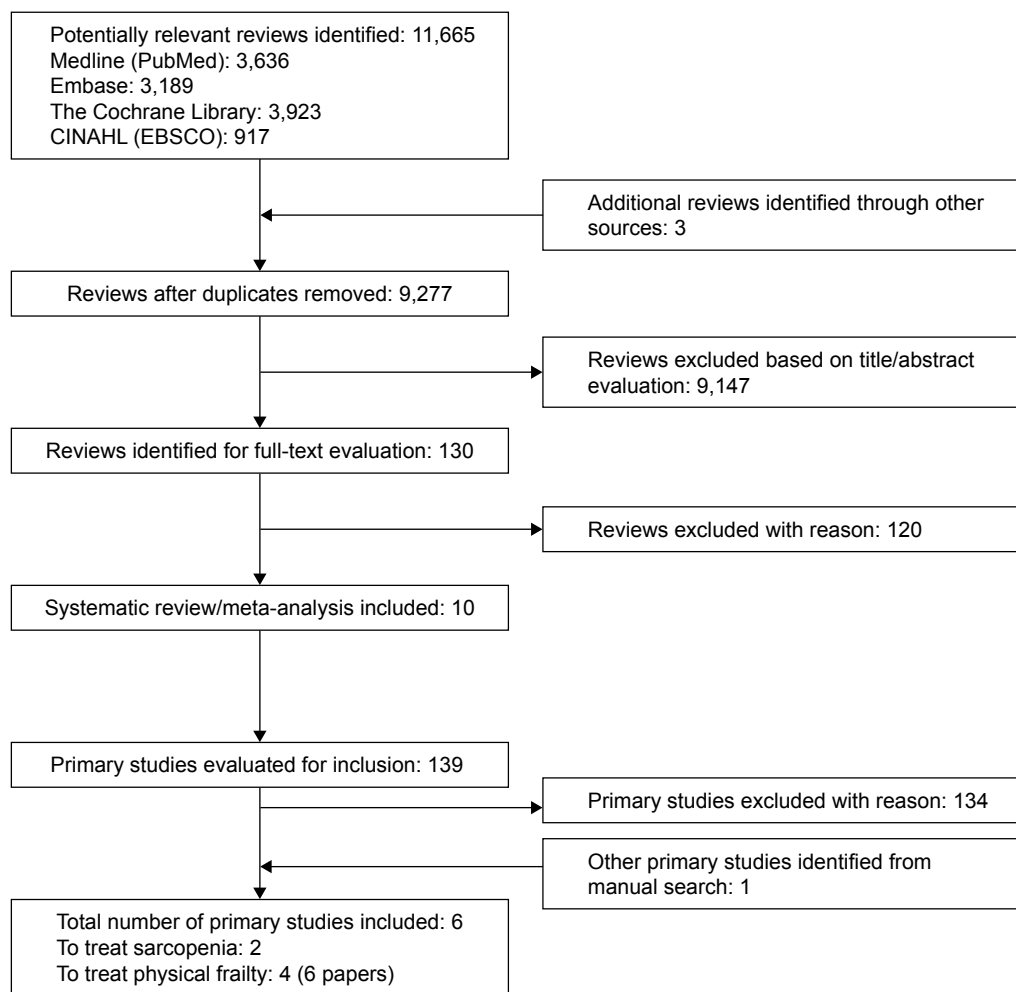 Potentially relevant reviews identified: 11,665
Medline (PubMed): 3,636
Embase: 3,189
The Cochrane Library: 3,923
CINAHL (EBSCO): 917
Additional reviews identified through other
sources: 3
Reviews after duplicates removed: 9,277
Reviews excluded based on title/abstract
evaluation: 9,147
Reviews identified for full-text evaluation: 130
Reviews excluded with reason: 120
Systematic review/meta-analysis included: 10
Primary studies evaluated for inclusion: 139
Primary studies excluded with reason: 134
Other primary studies identified from
manual search: 1
Total number of primary studies included: 6
To treat sarcopenia: 2
To treat physical frailty: 4 (6 papers)